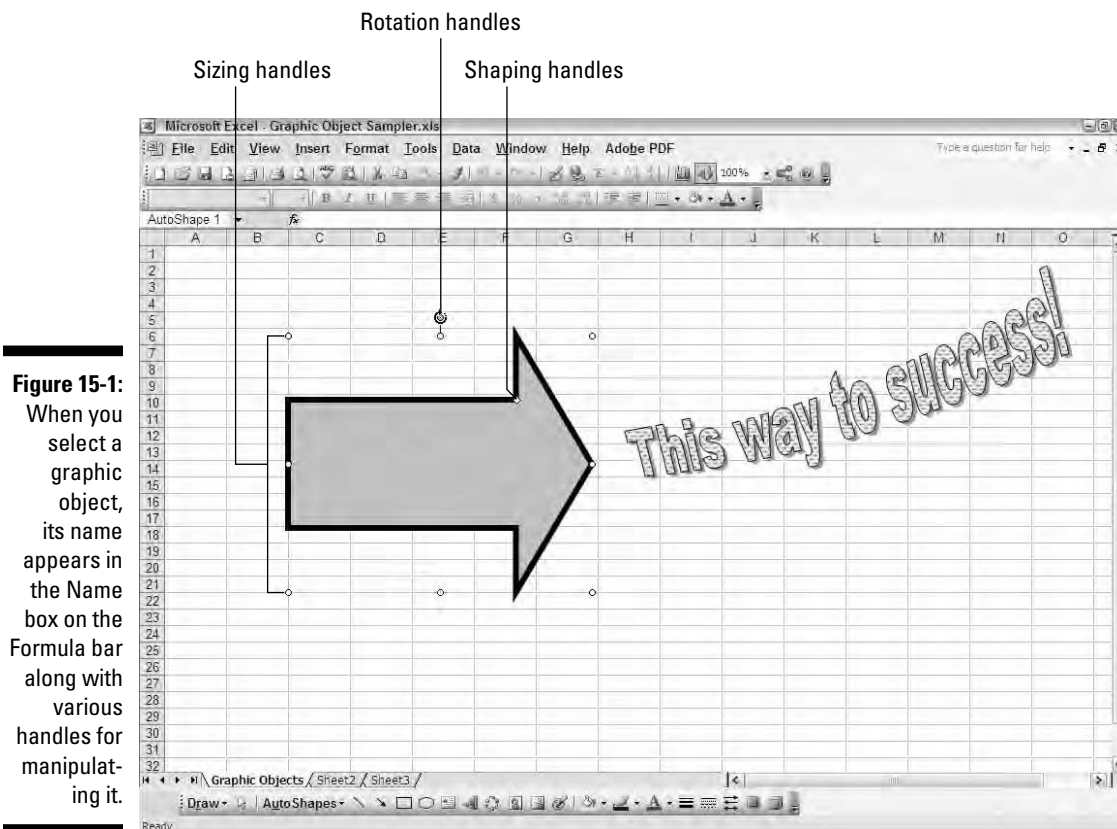 Rotation handles
Sizing handles
Shaping handles
Microsoft Excel - Graphic Object Sampler.xls
File Edit View Insert Format Tools Data Window Help Adobe PDF
Type a question for help
100%
AutoShape 1
fx
A B C D E F G H I J K L M N O
1
2
3
4
5
6
7
8
9
10
11
12
13
14
15
16
17
18
19
20
21
22
23
24
25
26
27
28
29
30
31
32
This way to success!
Graphic Objects / Sheet2 / Sheet3 /
Draw AutoShapes
Ready
Figure 15-1:
When you
select a
graphic
object,
its name
appears in
the Name
box on the
Formula bar
along with
various
handles for
manipulat-
ing it.